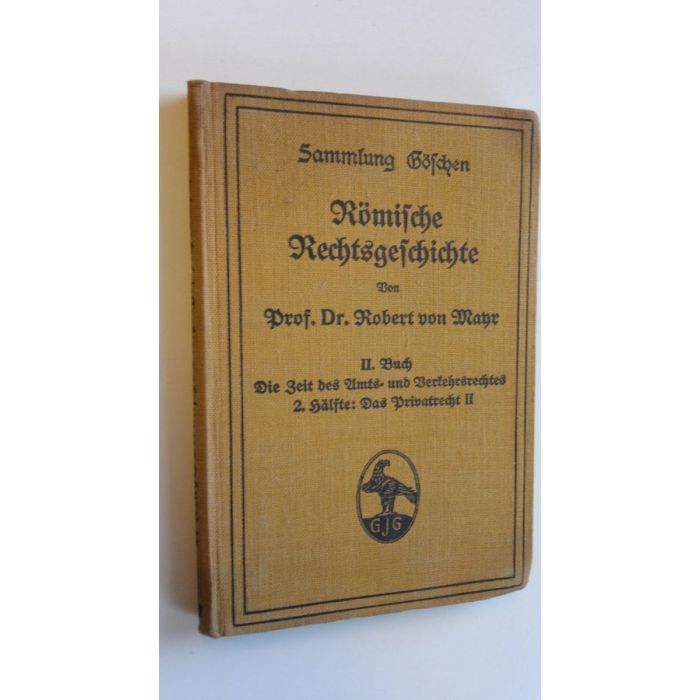 Sammlung Göschen
Römische
Rechtsgeschichte
Von
Prof. Dr. Robert von Mayr
II. Buch
Die Zeit des Amts- und Verkehrsrechtes
2. Hälfte: Das Privatrecht II
GJG